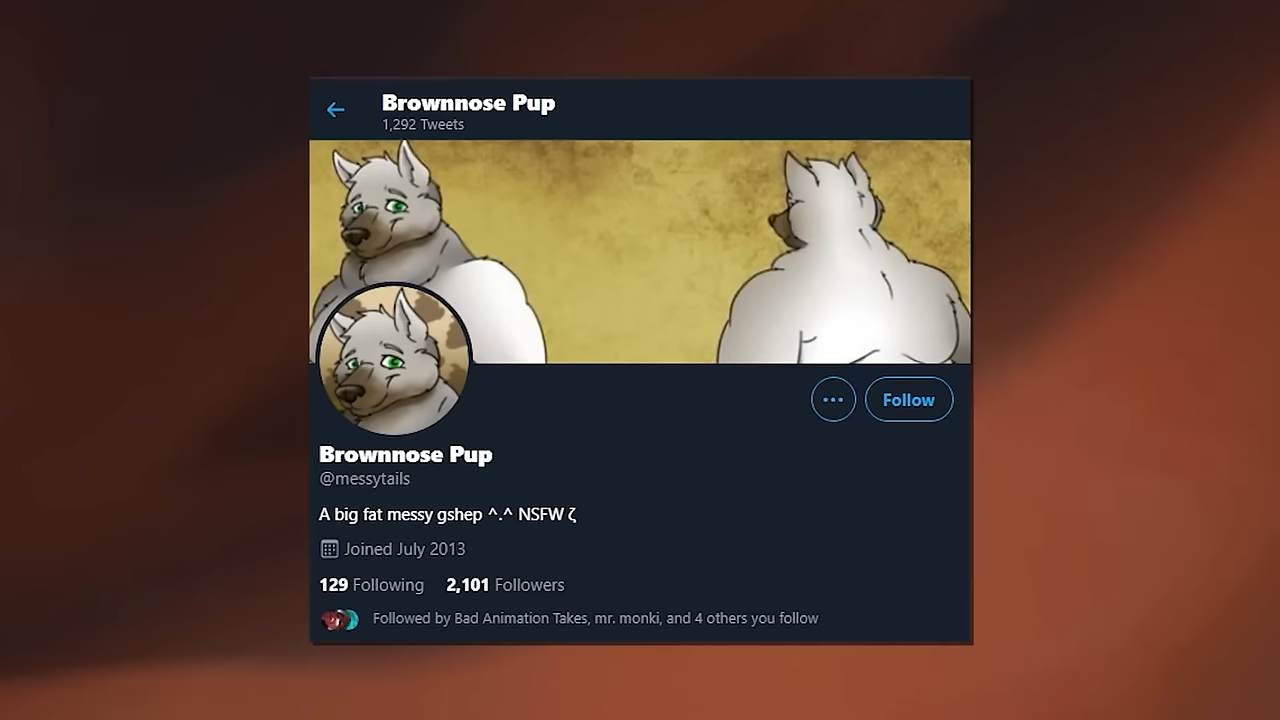 Brownnose Pup
1,292 Tweets
Follow
Brownnose Pup
@messytails
A big fat messy gshep ^.^ NSFW ζ
Joined July 2013
129 Following 2,101 Followers
Followed by Bad Animation Takes, mr. monki, and 4 others you follow